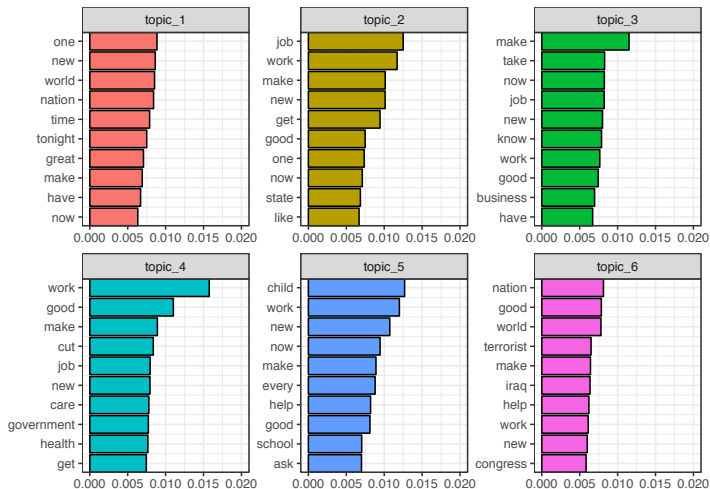 topic_1
one
new
world
nation
time
tonight
great
make
have
now
0.000 0.005 0.010 0.015 0.020
topic_2
job
work
make
new
get
good
one
now
state
like
0.000 0.005 0.010 0.015 0.020
topic_3
make
take
now
job
new
know
work
good
business
have
0.000 0.005 0.010 0.015 0.020
topic_4
work
good
make
cut
job
new
care
government
health
get
0.000 0.005 0.010 0.015 0.020
topic_5
child
work
new
now
make
every
help
good
school
ask
0.000 0.005 0.010 0.015 0.020
topic_6
nation
good
world
terrorist
make
iraq
help
work
new
congress
0.000 0.005 0.010 0.015 0.020